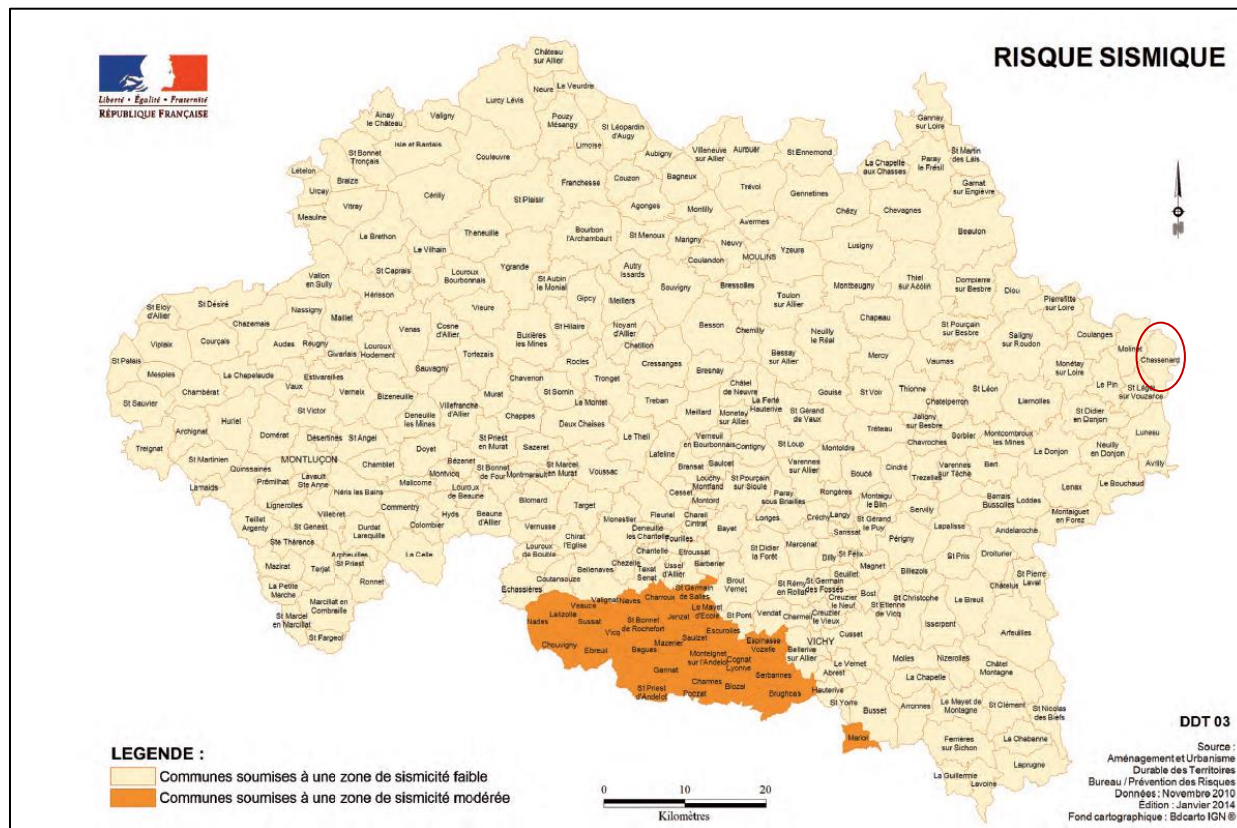 RISQUE SISMIQUE
Liberté • Égalité • Fraternité
RÉPUBLIQUE FRANÇAISE
Château
sur Allier
Neure
Le Veurdre
Lurcy Lévis
Pouzy
Mésangy
Ainay
le Château
Valigny
St Léopardin
d'Augy
Limoise
Isle et Bardais
Couleuvre
St Bonnet
Tronçais
Aubigny
Villeneuve
sur Allier
Aurouer
St Ennemond
Gannay
sur Loire
St Martin
des Lais
La Chapelle
aux Chasses
Paray
le Frésil
Garnat
sur Engièvre
Lételon
Urçay
Braize
Meaulne
Vitray
Cérilly
Franchesse
Couzon
Bagneux
Trévol
Gennetines
St Plaisir
Agonges
Montilly
Avermes
Chézy
Chevagnes
Beaulon
Le Brethon
Theneuille
Le Vilhain
Bourbon
l'Archambault
St Menoux
Marigny
Neuvy
Coulandon
MOULINS
Yzeure
Lusigny
Vallon
en Sully
St Caprais
Louroux
Bourbonnais
Ygrande
St Aubin
le Monial
Autry
Issards
Souvigny
Bressolles
Toulon
sur Allier
Montbeugny
Thiel
sur Acolin
Dompierre
sur Besbre
Diou
Pierrefitte
sur Loire
St Eloy
d'Allier
St Désiré
Hérisson
Vieure
Gipcy
Meillers
Chazemais
Nassigny
Maillet
Viplaix
Courçais
Audes
Reugny
Givarlais
Louroux
Hodement
Venas
Cosne
d'Allier
Tortezais
Buxières
les Mines
St Hilaire
Noyant
d'Allier
Chatillon
Besson
Chemilly
Neuilly
le Réal
Chapeau
St Pourçain
sur Besbre
Saligny
sur Roudon
Coulanges
Molinet
Chassenard
St Palais
Mesples
La Chapelaude
Estivareilles
Sauvagny
Rocles
Cressanges
Bresnay
Bessay
sur Allier
Mercy
Vaumas
Monétay
sur Loire
Le Pin
St Léger
sur Vouzance
St Sauvier
Chambérat
Vaux
Verneix
Bizeneuille
Villefranche
d'Allier
Murat
Chavenon
St Sornin
Tronget
Châtel
de Neuvre
La Ferté
Hauterive
Gouise
St Voir
Thionne
Chatelperron
St Léon
Liernolles
St Didier
en Donjon
Luneau
Huriel
St Victor
Deneuille
les Mines
Chappes
Le Montet
Treban
Meillard
Monetay
sur Allier
St Gérand
de Vaux
Jaligny
sur Besbre
Treignat
Archignat
Domérat
Désertines
St Angel
Doyet
St Priest
en Murat
Sazeret
Deux Chaises
Le Theil
Verneuil
en Bourbonnais
Contigny
St Loup
Montoldre
Tréteau
Chavroches
Sorbier
Montcombroux
les Mines
Le Donjon
Neuilly
en Donjon
Avrilly
St Martinien
Quinssaines
MONTLUÇON
Chamblet
Bézenet
Montvicq
St Bonnet
de Four
Montmarault
St Marcel
en Murat
Voussac
Lafeline
Bransat
Saulcet
Varennes
sur Allier
Boucé
Cindré
Trezelles
Varennes
sur Tèche
Bert
Le Bouchaud
Lamaids
Prémilhat
Lavault
Ste Anne
Néris les Bains
Malicorne
Louroux
de Beaune
Louchy
Montfand
St Pourçain
sur Sioule
Paray
sous Briailles
Rongères
Montaigu
le Blin
Barrais
Bussolles
Loddes
Lenax
Montaiguet
en Forez
Lignerolles
Villebret
Commentry
Hyds
Beaune
d'Allier
Blomard
Target
Cesset
Montord
Loriges
Créchy
Langy
St Gérand
le Puy
Servilly
Lapalisse
Andelaroche
Teillet
Argenty
St Genest
Durdat
Larequille
Colombier
Vernusse
Monestier
Fleuriel
Chareil
Cintrat
Bayet
Sanssat
Périgny
Ste Thérence
Arpheuilles
St Priest
La Celle
Louroux
de Bouble
Chirat
l'Eglise
Deneuille
les Chantelle
Fourilles
Chantelle
Etroussat
St Didier
la Forêt
Marcenat
Billy
St Félix
Seuillet
Magnet
Billezois
St Prix
Droiturier
Mazirat
Terjat
Ronnet
Echassières
Coutansouze
Bellenaves
Chezelle
Taxat
Senat
Ussel
d'Allier
Barberier
Brout
Vernet
St Rémy
en Rollat
St Germain
des Fossés
Bost
St Christophe
Le Breuil
Châtelus
St Pierre
Laval
La Petite
Marche
Marcillat en
Combraille
St Marcel
en Marcillat
St Fargeol
Valignat
Naves
Charroux
St Germain
de Salles
Le Mayet
d'Ecole
St Pont
Vendat
Charmeil
Creuzier
le Neuf
Creuzier
le Vieux
St Etienne
de Vicq
Isserpent
Arfeuilles
Veauce
Lalizolle
Nades
Sussat
Vicq
St Bonnet
de Rochefort
Jenzat
Saulzet
Escurolles
Espinasse
Vozelle
Bellerive
sur Allier
VICHY
Cusset
Chouvigny
Ebreuil
Begues
Mazerier
Monteignet
sur l'Andelot
Cognat
Lyonne
Serbannes
Le Vernet
Abrest
Molles
Nizerolles
Châtel
Montagne
Gannat
Charmes
Biozat
Brugheas
Hauterive
La Chapelle
St Priest
d'Andelot
Poezat
St Yorre
Busset
Arronnes
Le Mayet de
Montagne
St Clément
St Nicolas
des Biefs
Mariol
Ferrières
sur Sichon
La Chabanne
Laprugne
La Guillermie
Lavoine
LEGENDE :
Communes soumises à une zone de sismicité faible
Communes soumises à une zone de sismicité modérée
0 10 20
Kilomètres
DDT 03
Source :
Aménagement et Urbanisme
Durable des Territoires
Bureau / Prévention des Risques
Données : Novembre 2010
Édition : Janvier 2014
Fond cartographique : Bdcarto IGN ®